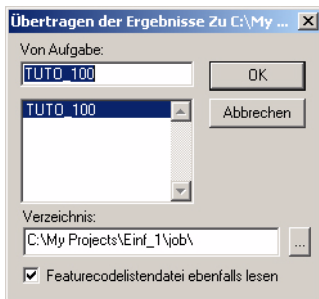 Übertragen der Ergebnisse Zu C:\My ...
Von Aufgabe:
TUTO_100
OK
TUTO_100
Abbrechen
Verzeichnis:
C:\My Projects\Einf_1\job\
...
Featurecodelistendatei ebenfalls lesen